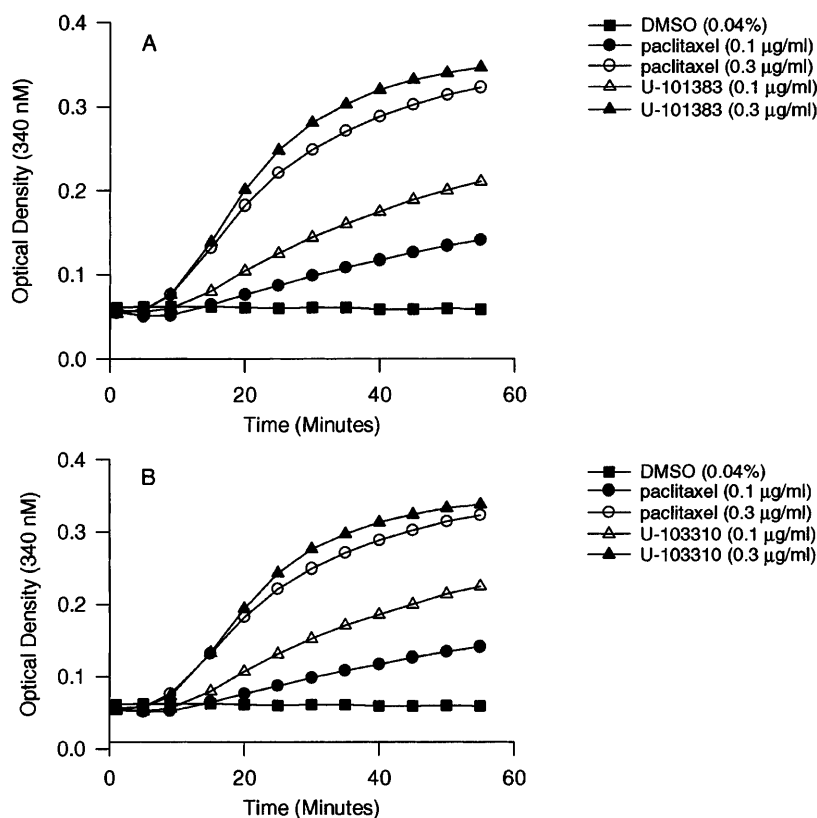 A
Optical Density (340 nM)
0.4
0.3
0.2
0.1
0.0
0
20
40
60
Time (Minutes)
DMSO (0.04%)
paclitaxel (0.1 µg/ml)
paclitaxel (0.3 µg/ml)
U-101383 (0.1 µg/ml)
U-101383 (0.3 µg/ml)
B
Optical Density (340 nM)
0.4
0.3
0.2
0.1
0.0
0
20
40
60
Time (Minutes)
DMSO (0.04%)
paclitaxel (0.1 µg/ml)
paclitaxel (0.3 µg/ml)
U-103310 (0.1 µg/ml)
U-103310 (0.3 µg/ml)